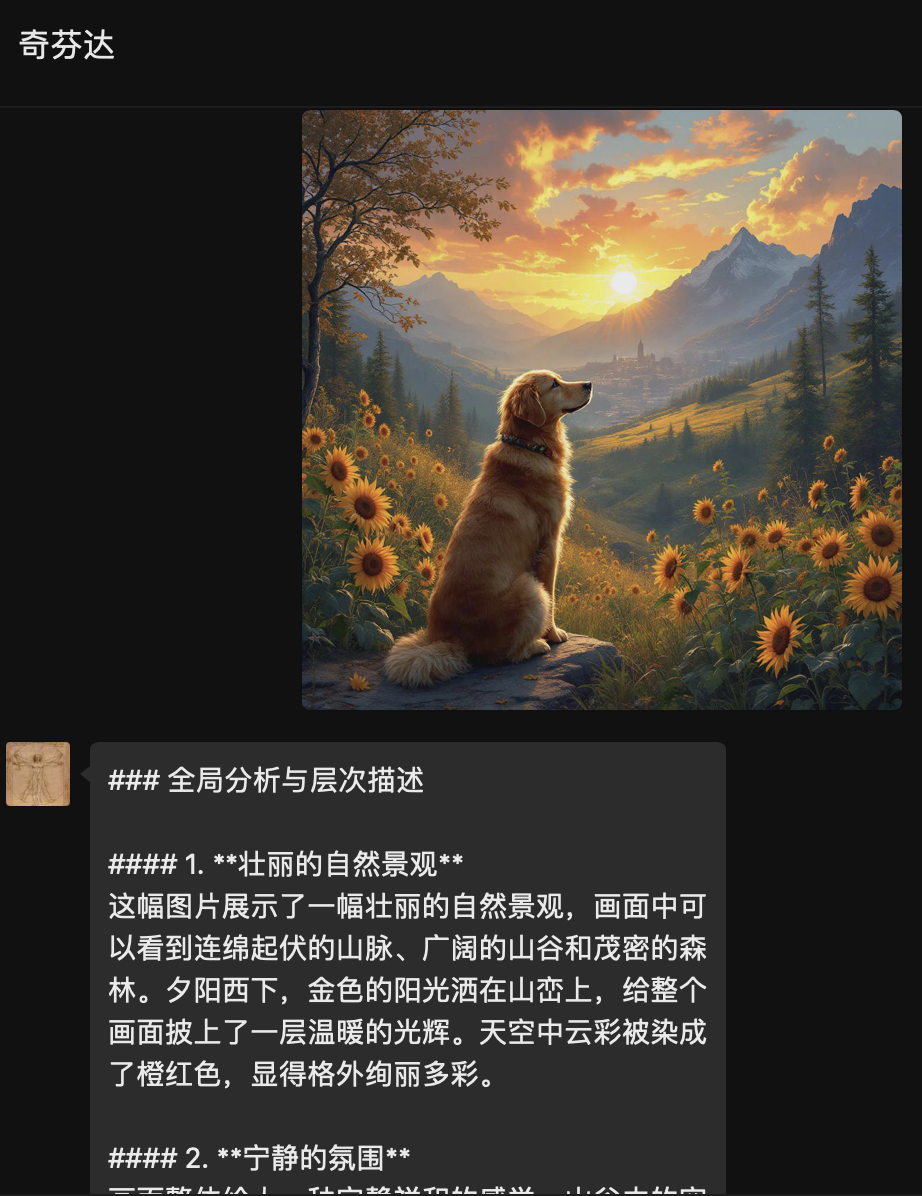 奇芬达
### 全局分析与层次描述
#### 1. **壮丽的自然景观**
这幅图片展示了一幅壮丽的自然景观，画面中可
以看到连绵起伏的山脉、广阔的山谷和茂密的森
林。夕阳西下，金色的阳光洒在山峦上，给整个
画面披上了一层温暖的光辉。天空中云彩被染成
了橙红色，显得格外绚丽多彩。
#### 2. **宁静的氛围**